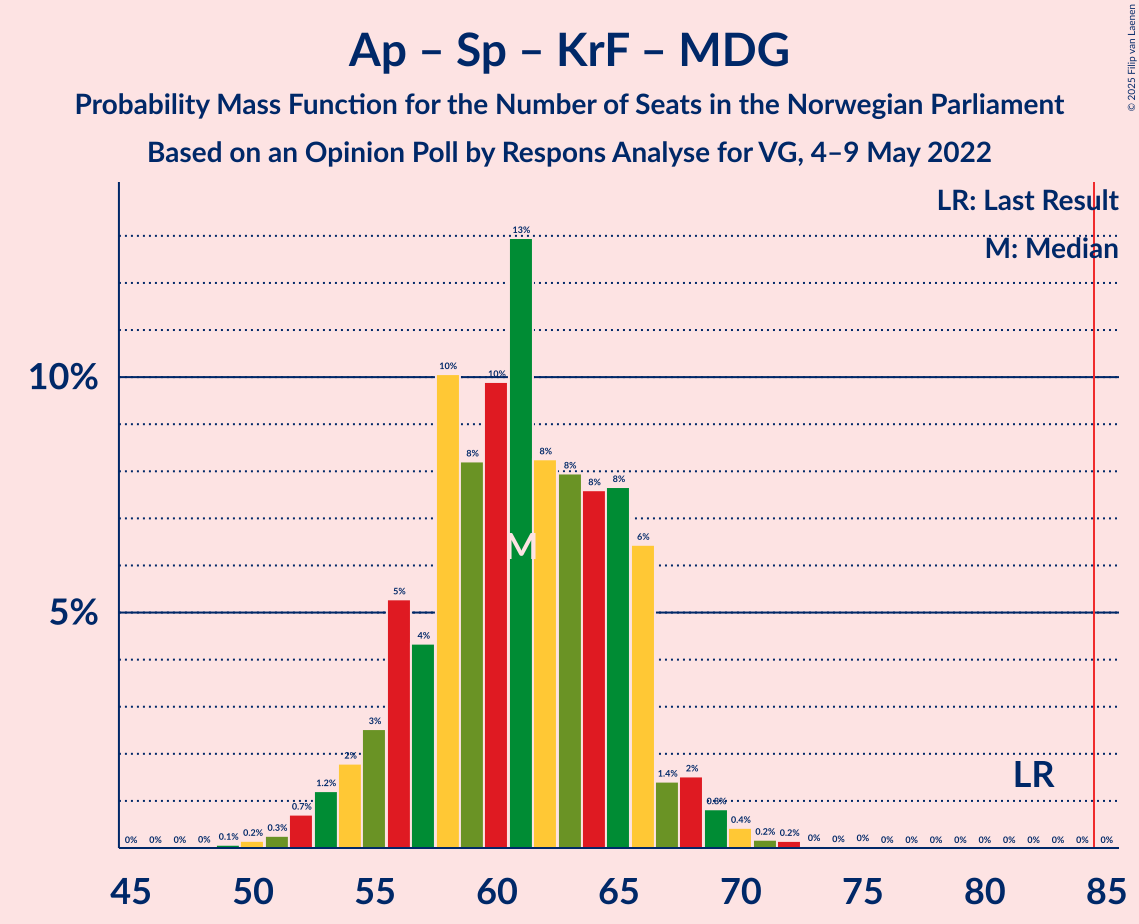 Ap – Sp – KrF – MDG
Probability Mass Function for the Number of Seats in the Norwegian Parliament
Based on an Opinion Poll by Respons Analyse for VG, 4–9 May 2022
© 2025 Filip van Laenen
LR: Last Result
M: Median
10%
5%
0% 0% 0% 0% 0.1% 0.2% 0.3% 0.7% 1.2% 2% 3% 5% 4% 10% 8% 10% 13% 8% 8% 8% 8% 6% 1.4% 2% 0.8% 0.4% 0.2% 0.2% 0% 0% 0% 0% 0% 0% 0% 0% 0% 0% 0% 0% 0%
M
LR
45 50 55 60 65 70 75 80 85